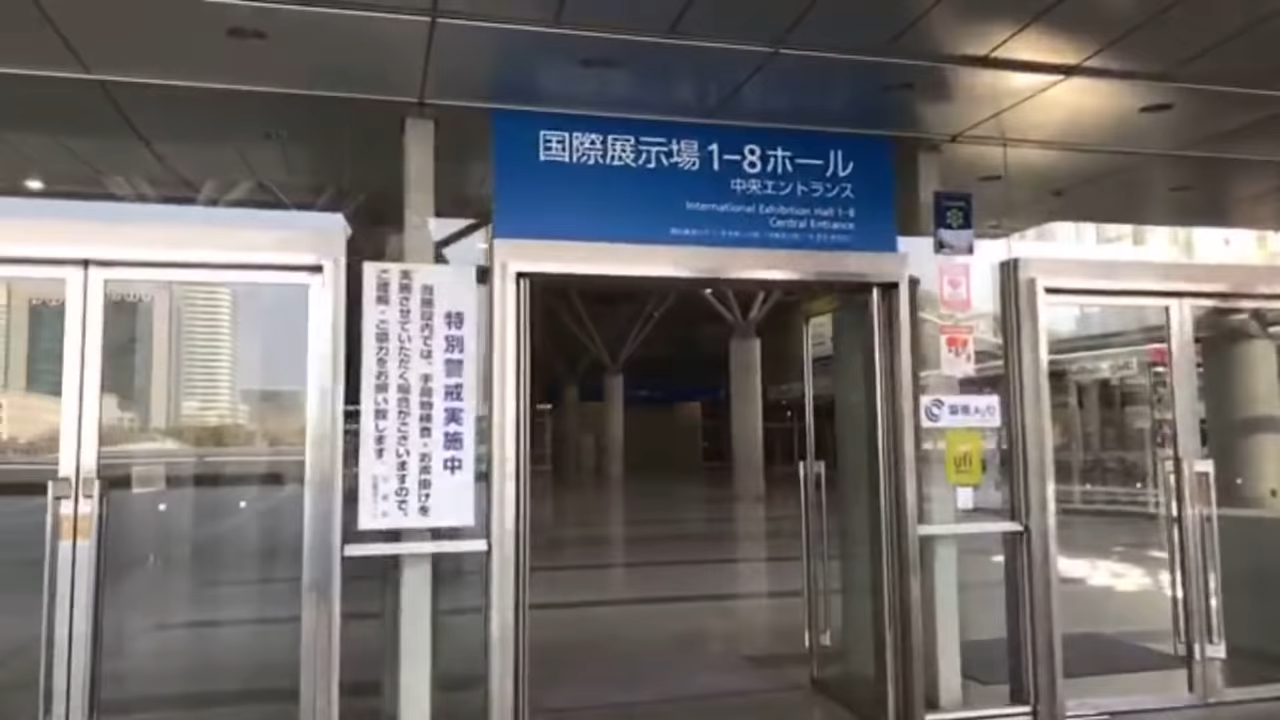 国際展示場 1-8ホール
中央エントランス
International Exhibition Hall 1-8
Central Entrance
特別警戒実施中
当施設内では、手荷物検査・お声掛けを
実施させていただく場合がございますので、
ご理解・ご協力をお願い致します。
ufi